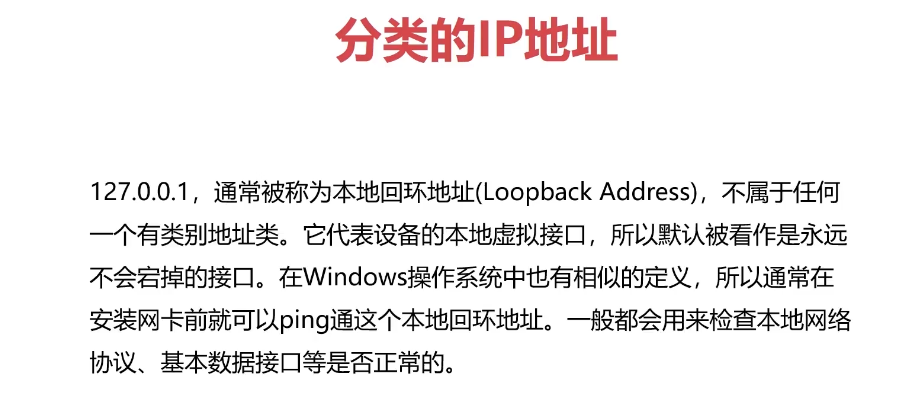 分类的IP地址
127.0.0.1，通常被称为本地回环地址(Loopback Address)，不属于任何
一个有类别地址类。它代表设备的本地虚拟接口，所以默认被看作是永远
不会宕掉的接口。在Windows操作系统中也有相似的定义，所以通常在
安装网卡前就可以ping通这个本地回环地址。一般都会用来检查本地网络
协议、基本数据接口等是否正常的。